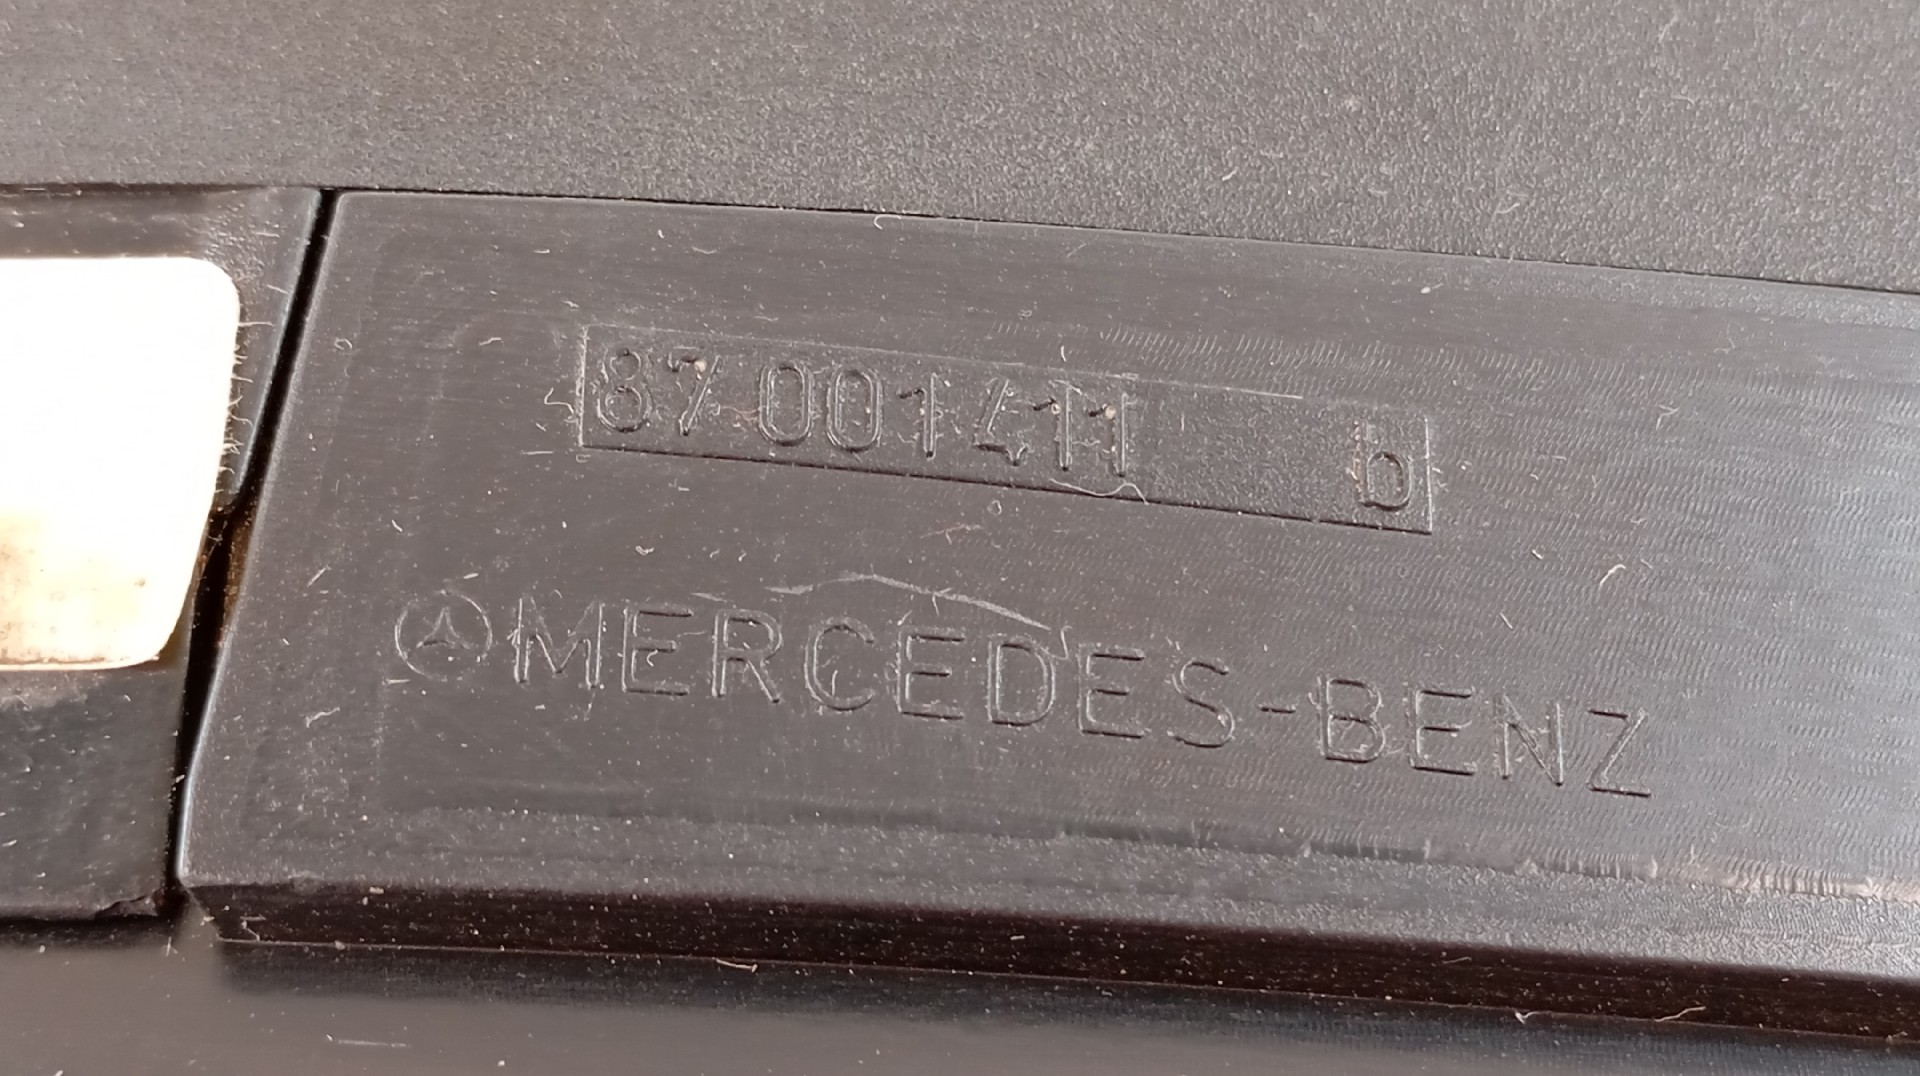 87 001411 b
MERCEDES-BENZ